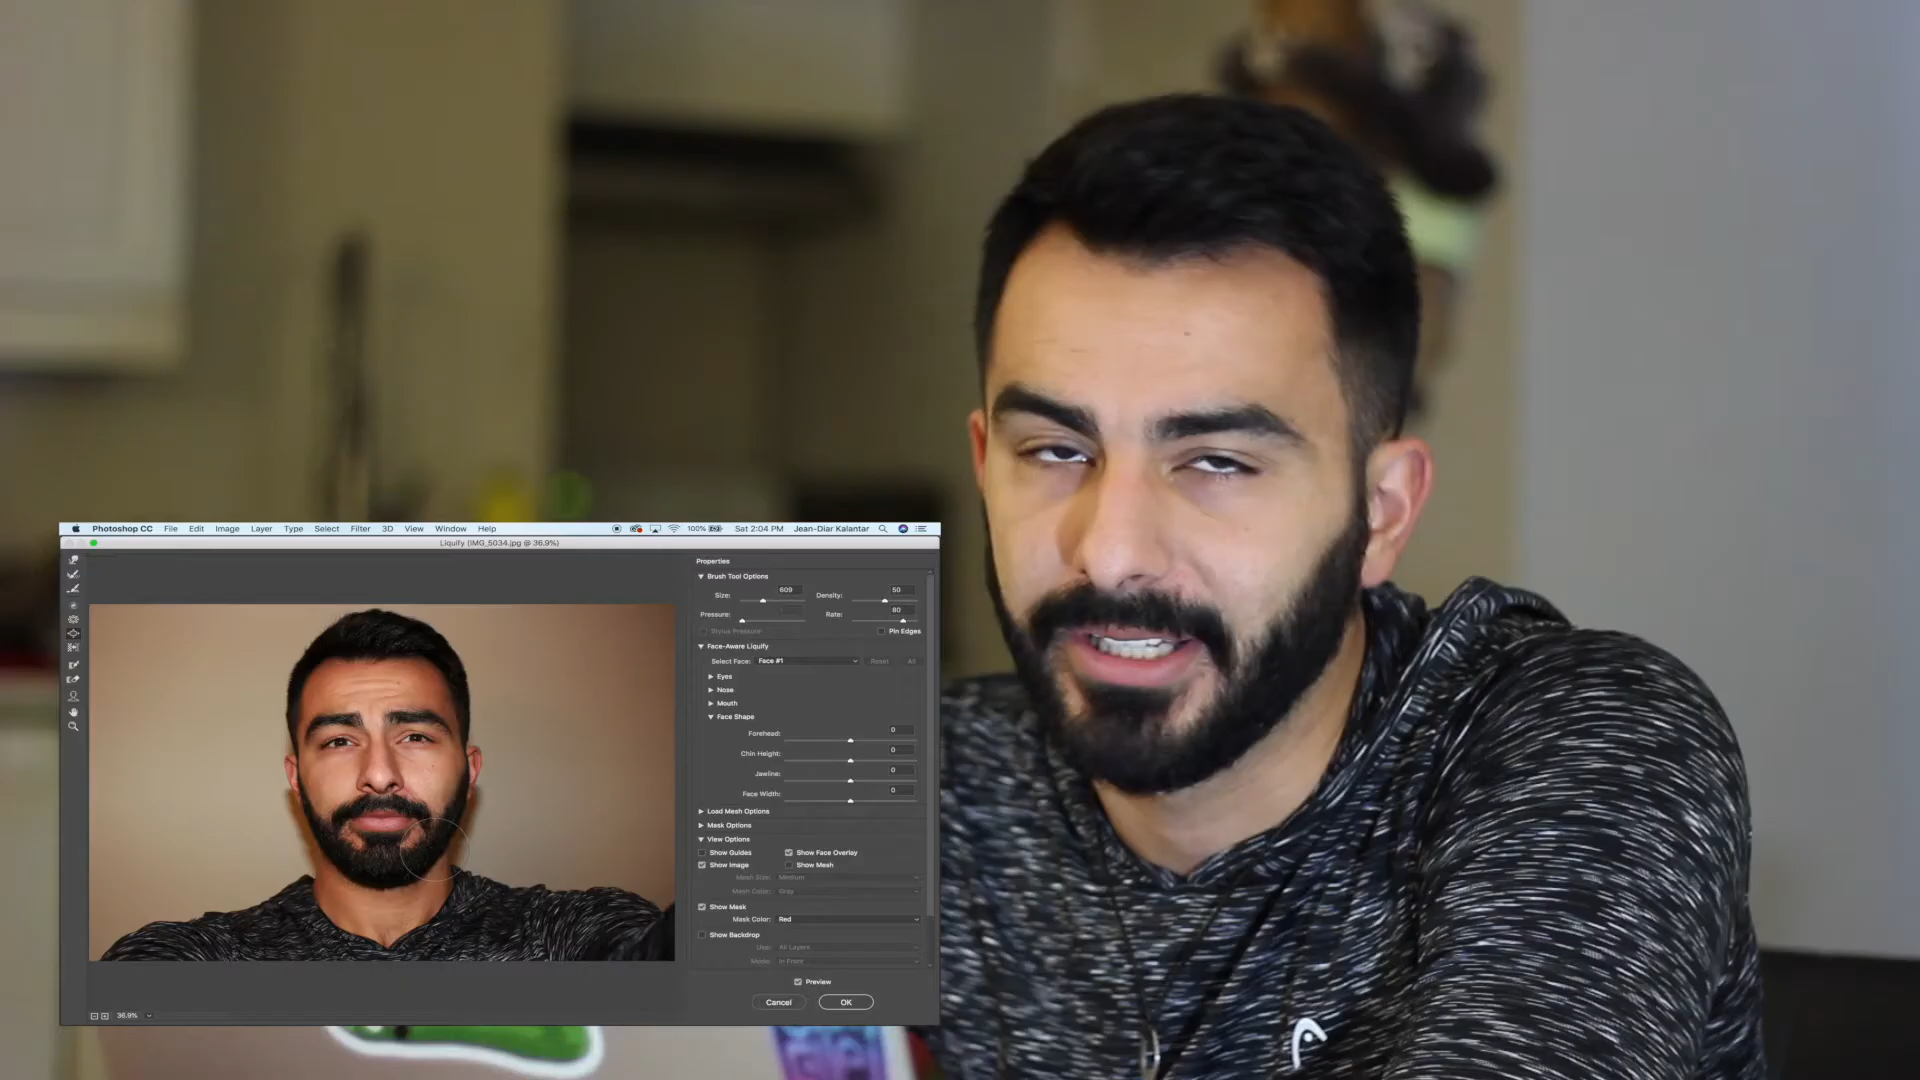 Photoshop CC File Edit Image Layer Type Select Filter 3D View Window Help 100% Sat 2:04 PM Jean-Diar Kalantar
Liquify (IMG_5034.jpg @ 36.9%)
Properties
Brush Tool Options
Size: 609 Density: 50
Pressure: Rate: 80
Stylus Pressure Pin Edges
Face-Aware Liquify
Select Face: Face #1 Reset All
Eyes
Nose
Mouth
Face Shape
Forehead: 0
Chin Height: 0
Jawline: 0
Face Width: 0
Load Mesh Options
Mask Options
View Options
Show Guides Show Face Overlay
Show Image Show Mesh
Mesh Size: Medium
Mesh Color: Gray
Show Mask
Mask Color: Red
Show Backdrop
Use: All Layers
Mode: In Front
Preview
Cancel OK
36.9%